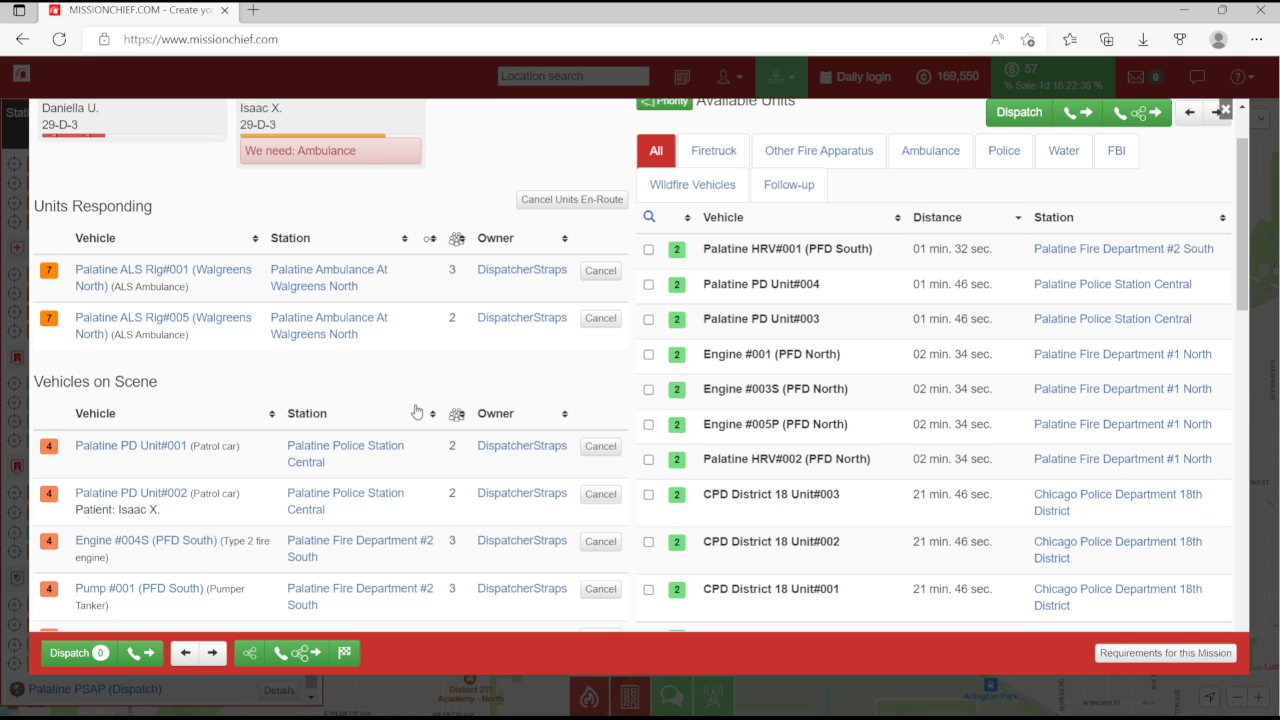 MISSIONCHIEF.COM - Create yo
https://www.missionchief.com
Location search
Daily login
169,550
57
% Sale 1d 16:22:36 %
0
Stati
Daniella U.
29-D-3
Isaac X.
29-D-3
We need: Ambulance
Priority
Available Units
Dispatch
All
Firetruck
Other Fire Apparatus
Ambulance
Police
Water
FBI
Wildfire Vehicles
Follow-up
Units Responding
Cancel Units En-Route
Vehicle Station Owner
7 Palatine ALS Rig#001 (Walgreens Palatine Ambulance At 3 DispatcherStraps Cancel
North) (ALS Ambulance) Walgreens North
7 Palatine ALS Rig#005 (Walgreens Palatine Ambulance At 2 DispatcherStraps Cancel
North) (ALS Ambulance) Walgreens North
Vehicles on Scene
Vehicle Station Owner
4 Palatine PD Unit#001 (Patrol car) Palatine Police Station 2 DispatcherStraps Cancel
Central
4 Palatine PD Unit#002 (Patrol car) Palatine Police Station 2 DispatcherStraps Cancel
Patient: Isaac X. Central
4 Engine #004S (PFD South) (Type 2 fire Palatine Fire Department #2 3 DispatcherStraps Cancel
engine) South
4 Pump #001 (PFD South) (Pumper Palatine Fire Department #2 3 DispatcherStraps Cancel
Tanker) South
Vehicle Distance Station
2 Palatine HRV#001 (PFD South) 01 min. 32 sec. Palatine Fire Department #2 South
2 Palatine PD Unit#004 01 min. 46 sec. Palatine Police Station Central
2 Palatine PD Unit#003 01 min. 46 sec. Palatine Police Station Central
2 Engine #001 (PFD North) 02 min. 34 sec. Palatine Fire Department #1 North
2 Engine #003S (PFD North) 02 min. 34 sec. Palatine Fire Department #1 North
2 Engine #005P (PFD North) 02 min. 34 sec. Palatine Fire Department #1 North
2 Palatine HRV#002 (PFD North) 02 min. 34 sec. Palatine Fire Department #1 North
2 CPD District 18 Unit#003 21 min. 46 sec. Chicago Police Department 18th
District
2 CPD District 18 Unit#002 21 min. 46 sec. Chicago Police Department 18th
District
2 CPD District 18 Unit#001 21 min. 46 sec. Chicago Police Department 18th
District
Dispatch 0
Requirements for this Mission
Palatine PSAP (Dispatch)
Details
District 211
Academy - North
Arlington Park